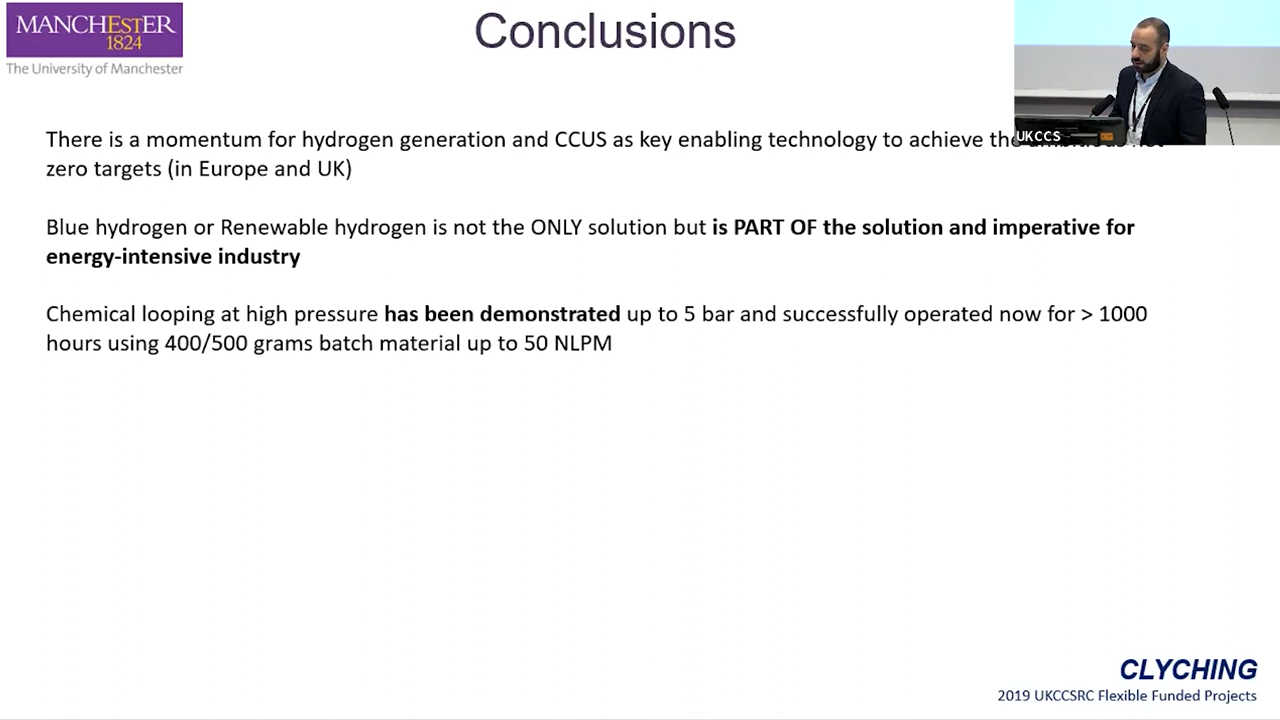 MANCHESTER
1824
The University of Manchester
Conclusions
UKCCS
There is a momentum for hydrogen generation and CCUS as key enabling technology to achieve the
zero targets (in Europe and UK)
Blue hydrogen or Renewable hydrogen is not the ONLY solution but is PART OF the solution and imperative for
energy-intensive industry
Chemical looping at high pressure has been demonstrated up to 5 bar and successfully operated now for > 1000
hours using 400/500 grams batch material up to 50 NLPM
CLYCHING
2019 UKCCSRC Flexible Funded Projects